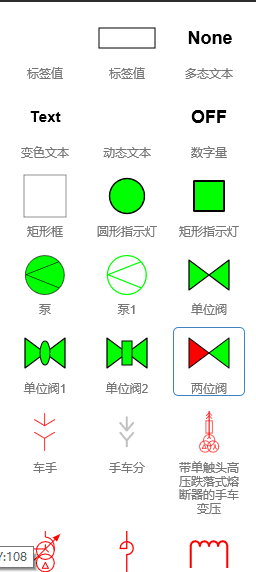 None
标签值 标签值 多态文本
Text OFF
变色文本 动态文本 数字量
矩形框 圆形指示灯 矩形指示灯
泵 泵1 单位阀
单位阀1 单位阀2 两位阀
车手 手车分 带单触头高
压跌落式熔
断器的手车
变压
Y:108